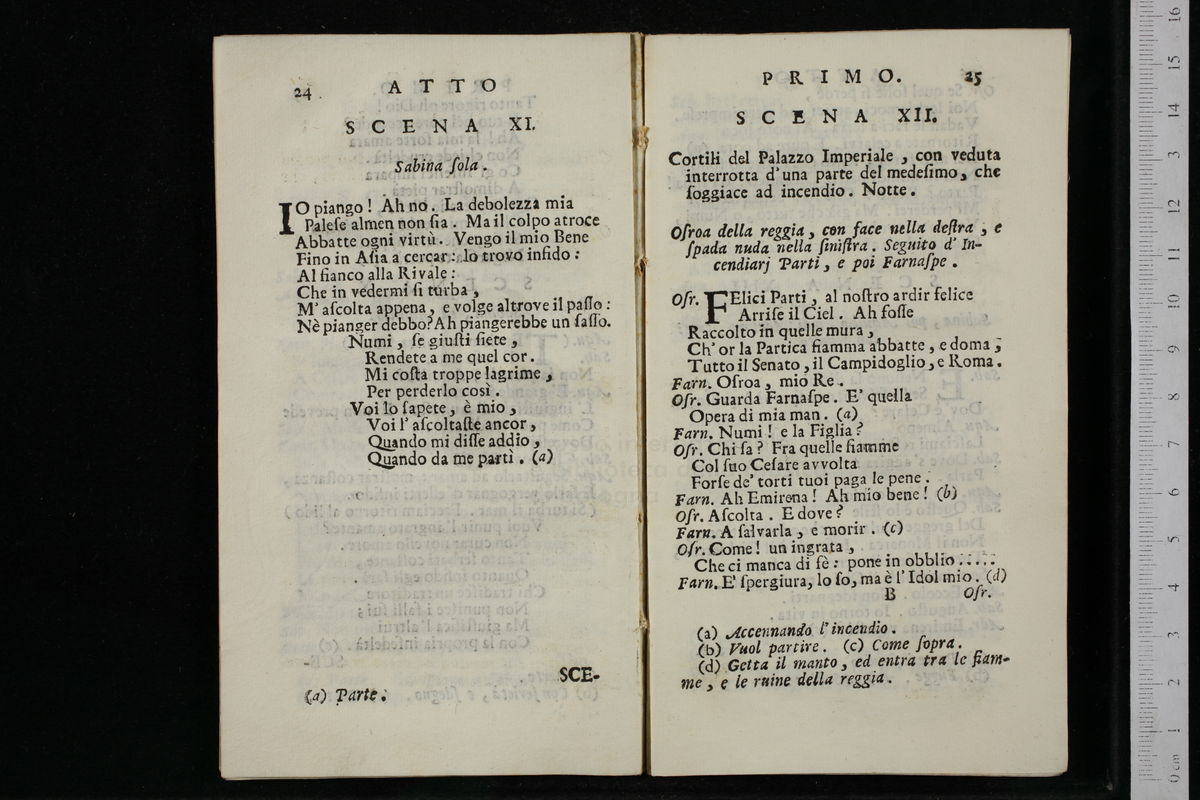 24
ATTO
SCENA XI.
Sabina ſola.
IO piango! Ah no. La debolezza mia
Paleſe almen non ſia. Ma il colpo atroce
Abbatte ogni virtù. Vengo il mio Bene
Fino in Aſia a cercar: lo trovo infido:
Al fianco alla Rivale:
Che in vedermi ſi turba,
M'aſcolta appena, e volge altrove il paſſo:
Nè pianger debbo? Ah piangerebbe un ſaſſo.
Numi, ſe giuſti ſiete,
Rendete a me quel cor.
Mi coſta troppe lagrime,
Per perderlo così.
Voi lo ſapete, è mio,
Voi l'aſcoltaſte ancor,
Quando mi diſſe addio,
Quando da me partì. (a)
SCE-
(a) Parte.
PRIMO. 25
SCENA XII.
Cortili del Palazzo Imperiale, con veduta
interrotta d'una parte del medeſimo, che
ſoggiace ad incendio. Notte.
Oſroa della reggia, con face nella deſtra, e
ſpada nuda nella ſiniſtra. Seguito d'In-
cendiarj Parti, e poi Farnaſpe.
Oſr. FElici Parti, al noſtro ardir felice
Arriſe il Ciel. Ah foſſe
Raccolto in quelle mura,
Ch'or la Partica fiamma abbatte, e doma,
Tutto il Senato, il Campidoglio, e Roma.
Farn. Oſroa, mio Re.
Oſr. Guarda Farnaſpe. E' quella
Opera di mia man. (a)
Farn. Numi! e la Figlia?
Oſr. Chi ſa? Fra quelle fiamme
Col ſuo Ceſare avvolta
Forſe de' torti tuoi paga le pene.
Farn. Ah Emirena! Ah mio bene! (b)
Oſr. Aſcolta. E dove?
Farn. A ſalvarla, e morir. (c)
Oſr. Come! un ingrata,
Che ci manca di fè: pone in obblio.....
Farn. E' ſpergiura, lo ſo, ma è l'Idol mio. (d)
B Oſr.
(a) Accennando l'incendio.
(b) Vuol partire. (c) Come ſopra.
(d) Getta il manto, ed entra tra le fiam-
me, e le ruine della reggia.